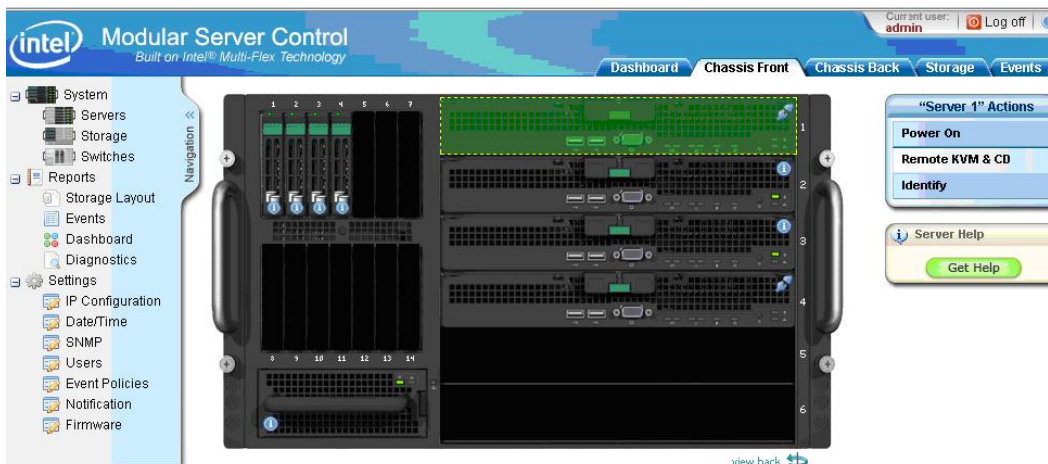 intel
Modular Server Control
Built on Intel® Multi-Flex Technology
Current user:
admin
Log off
Dashboard
Chassis Front
Chassis Back
Storage
Events
System
Servers
Storage
Switches
Reports
Storage Layout
Events
Dashboard
Diagnostics
Settings
IP Configuration
Date/Time
SNMP
Users
Event Policies
Notification
Firmware
Navigation
1 2 3 4 5 6 7
8 9 10 11 12 13 14
1
2
3
4
5
6
view back
"Server 1" Actions
Power On
Remote KVM & CD
Identify
Server Help
Get Help